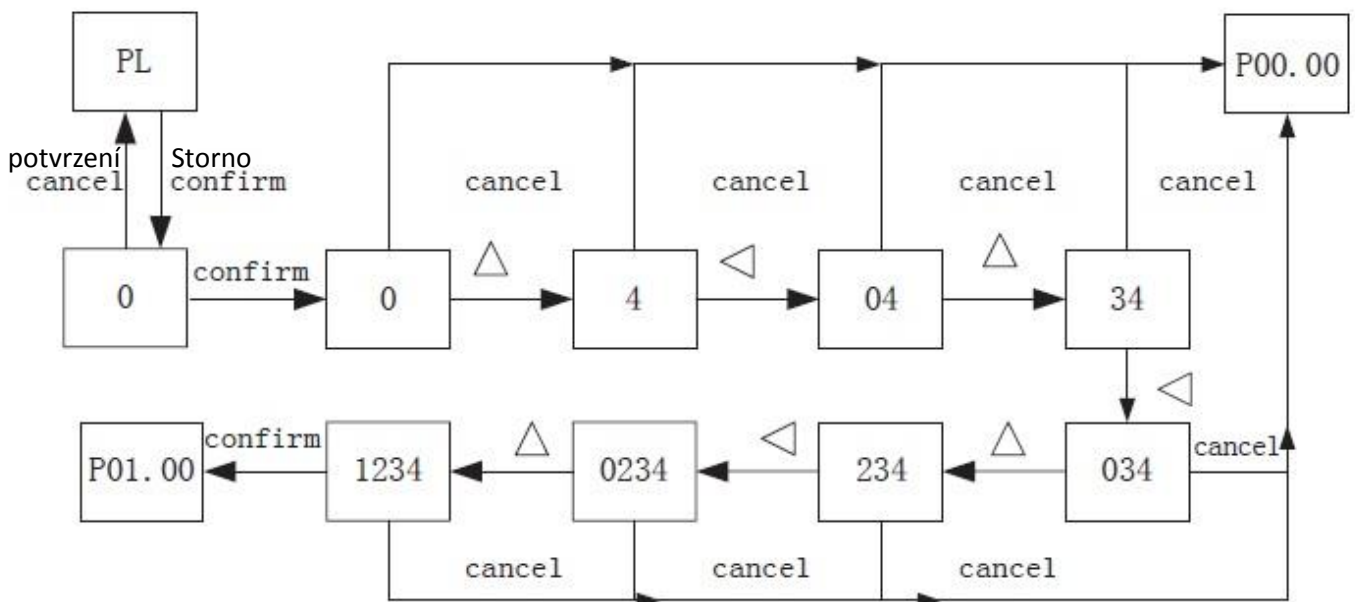 PL
P00.00
potvrzení Storno
cancel confirm cancel cancel cancel cancel
confirm
0 0 4 04 34
confirm cancel
P01.00 1234 0234 234 034
cancel cancel cancel